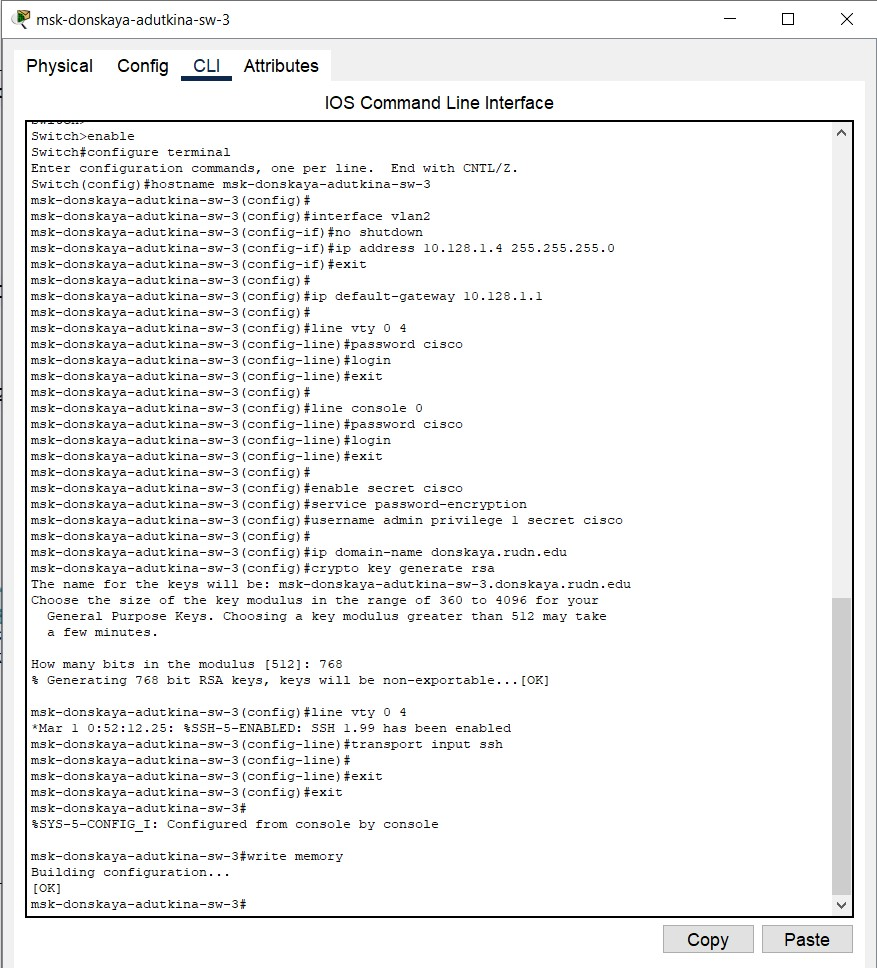 msk-donskaya-adutkina-sw-3
Physical Config CLI Attributes
IOS Command Line Interface
Switch>enable
Switch#configure terminal
Enter configuration commands, one per line.  End with CNTL/Z.
Switch(config)#hostname msk-donskaya-adutkina-sw-3
msk-donskaya-adutkina-sw-3(config)#
msk-donskaya-adutkina-sw-3(config)#interface vlan2
msk-donskaya-adutkina-sw-3(config-if)#no shutdown
msk-donskaya-adutkina-sw-3(config-if)#ip address 10.128.1.4 255.255.255.0
msk-donskaya-adutkina-sw-3(config-if)#exit
msk-donskaya-adutkina-sw-3(config)#
msk-donskaya-adutkina-sw-3(config)#ip default-gateway 10.128.1.1
msk-donskaya-adutkina-sw-3(config)#
msk-donskaya-adutkina-sw-3(config)#line vty 0 4
msk-donskaya-adutkina-sw-3(config-line)#password cisco
msk-donskaya-adutkina-sw-3(config-line)#login
msk-donskaya-adutkina-sw-3(config-line)#exit
msk-donskaya-adutkina-sw-3(config)#
msk-donskaya-adutkina-sw-3(config)#line console 0
msk-donskaya-adutkina-sw-3(config-line)#password cisco
msk-donskaya-adutkina-sw-3(config-line)#login
msk-donskaya-adutkina-sw-3(config-line)#exit
msk-donskaya-adutkina-sw-3(config)#
msk-donskaya-adutkina-sw-3(config)#enable secret cisco
msk-donskaya-adutkina-sw-3(config)#service password-encryption
msk-donskaya-adutkina-sw-3(config)#username admin privilege 1 secret cisco
msk-donskaya-adutkina-sw-3(config)#
msk-donskaya-adutkina-sw-3(config)#ip domain-name donskaya.rudn.edu
msk-donskaya-adutkina-sw-3(config)#crypto key generate rsa
The name for the keys will be: msk-donskaya-adutkina-sw-3.donskaya.rudn.edu
Choose the size of the key modulus in the range of 360 to 4096 for your
  General Purpose Keys. Choosing a key modulus greater than 512 may take
  a few minutes.
How many bits in the modulus [512]: 768
% Generating 768 bit RSA keys, keys will be non-exportable...[OK]
msk-donskaya-adutkina-sw-3(config)#line vty 0 4
*Mar 1 0:52:12.25: %SSH-5-ENABLED: SSH 1.99 has been enabled
msk-donskaya-adutkina-sw-3(config-line)#transport input ssh
msk-donskaya-adutkina-sw-3(config-line)#
msk-donskaya-adutkina-sw-3(config-line)#exit
msk-donskaya-adutkina-sw-3(config)#exit
msk-donskaya-adutkina-sw-3#
%SYS-5-CONFIG_I: Configured from console by console
msk-donskaya-adutkina-sw-3#write memory
Building configuration...
[OK]
msk-donskaya-adutkina-sw-3#
Copy Paste